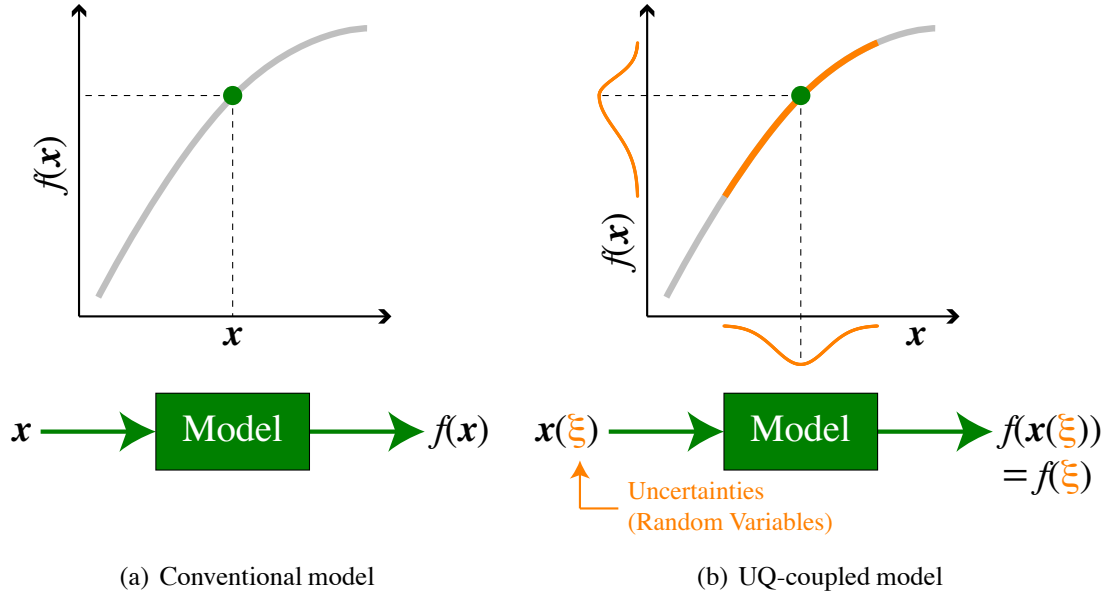 f(x)
x
f(x)
x
x
Model
f(x)
x(ξ)
Model
f(x(ξ))
= f(ξ)
Uncertainties
(Random Variables)
(a) Conventional model
(b) UQ-coupled model